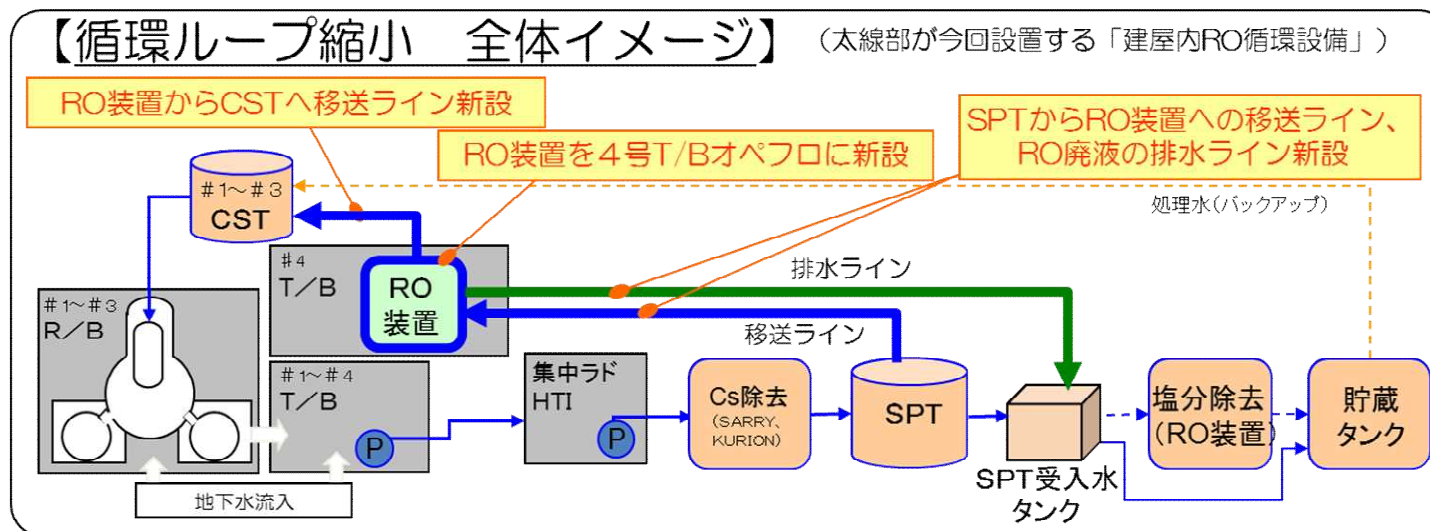 【循環ループ縮小　全体イメージ】
（太線部が今回設置する「建屋内RO循環設備」）
RO装置からCSTへ移送ライン新設
RO装置を４号T/Bオペフロに新設
SPTからRO装置への移送ライン、
RO廃液の排水ライン新設
＃1～＃3
CST
処理水(バックアップ)
＃4
T／B
RO
装置
排水ライン
移送ライン
＃1～＃3
R／B
＃1～＃4
T／B
P
集中ラド
HTI
P
Cs除去
(SARRY、
KURION)
SPT
SPT受入水
タンク
塩分除去
(RO装置)
貯蔵
タンク
地下水流入